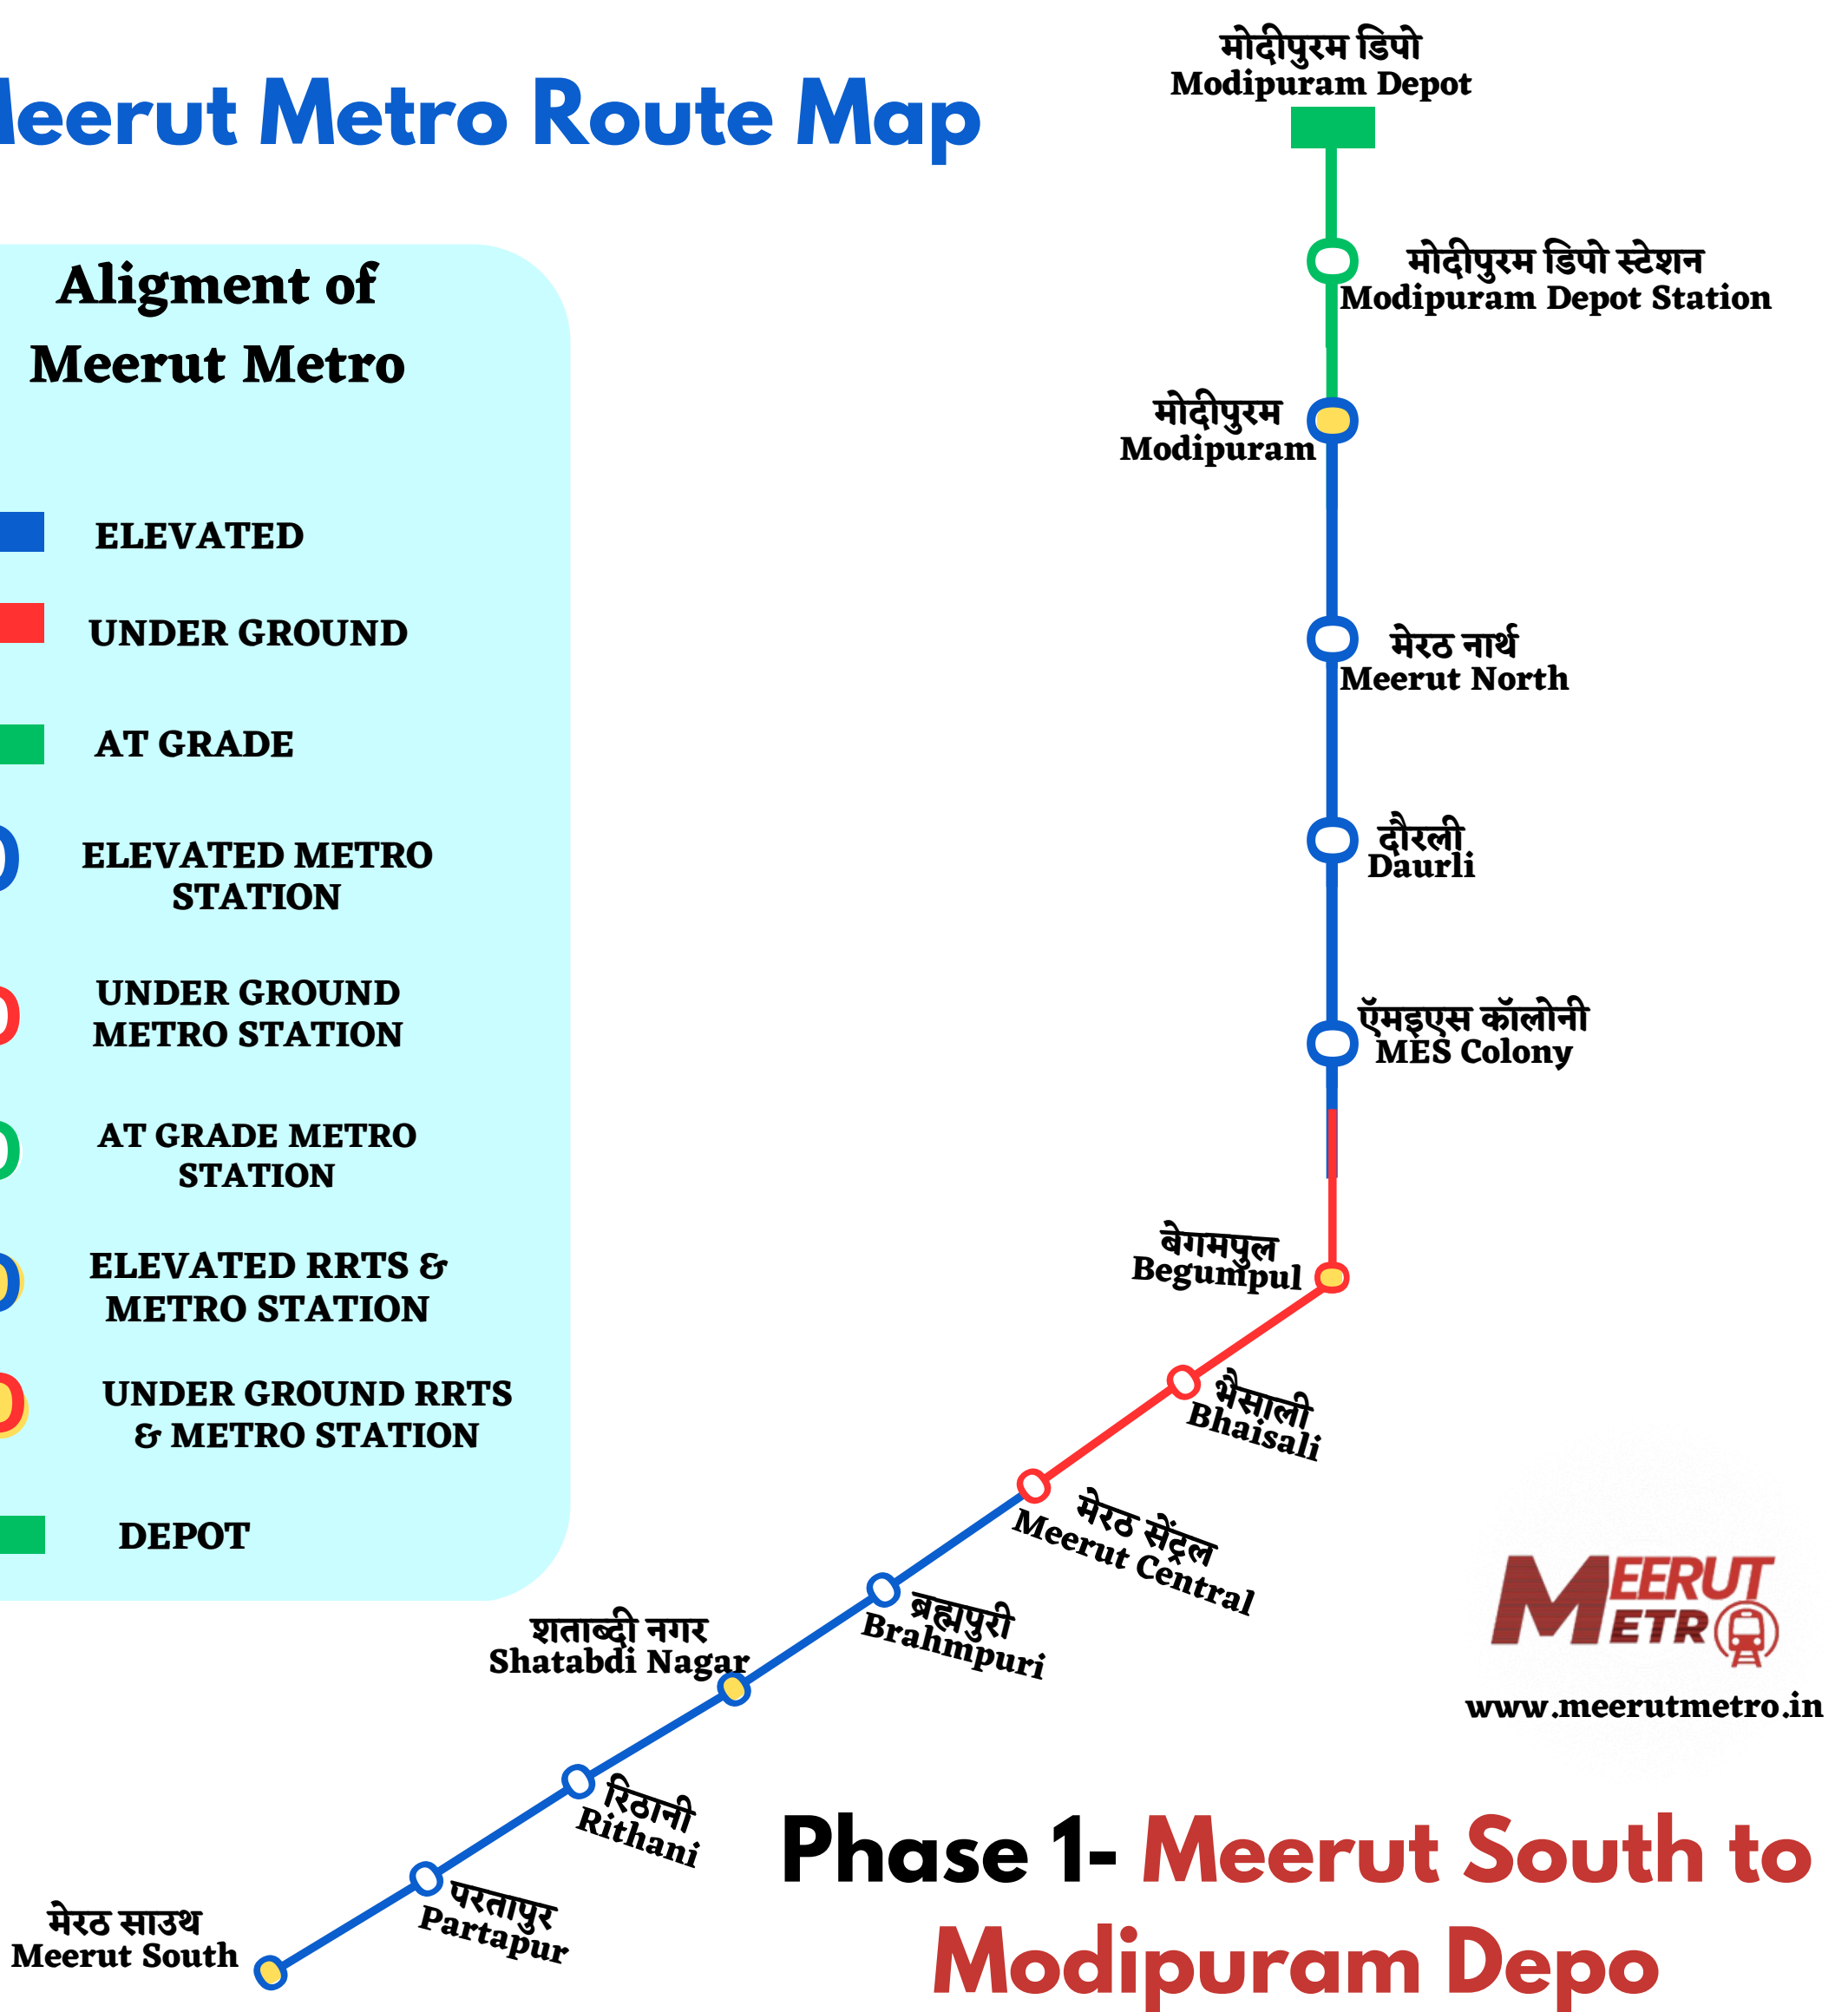 Meerut Metro Route Map
मोदीपुरम डिपो
Modipuram Depot
मोदीपुरम डिपो स्टेशन
Modipuram Depot Station
मोदीपुरम
Modipuram
मेरठ नार्थ
Meerut North
दौरली
Daurli
ऍमइएस कॉलोनी
MES Colony
बेगमपुल
Begumpul
भैसाली
Bhaisali
मेरठ सेंट्रल
Meerut Central
ब्रह्मपुरी
Brahmpuri
शताब्दी नगर
Shatabdi Nagar
रिठानी
Rithani
परतापुर
Partapur
मेरठ साउथ
Meerut South
Aligment of
Meerut Metro
ELEVATED
UNDER GROUND
AT GRADE
ELEVATED METRO
STATION
UNDER GROUND
METRO STATION
AT GRADE METRO
STATION
ELEVATED RRTS &
METRO STATION
UNDER GROUND RRTS
& METRO STATION
DEPOT
MEERUT
METRO
www.meerutmetro.in
Phase 1- Meerut South to
Modipuram Depo